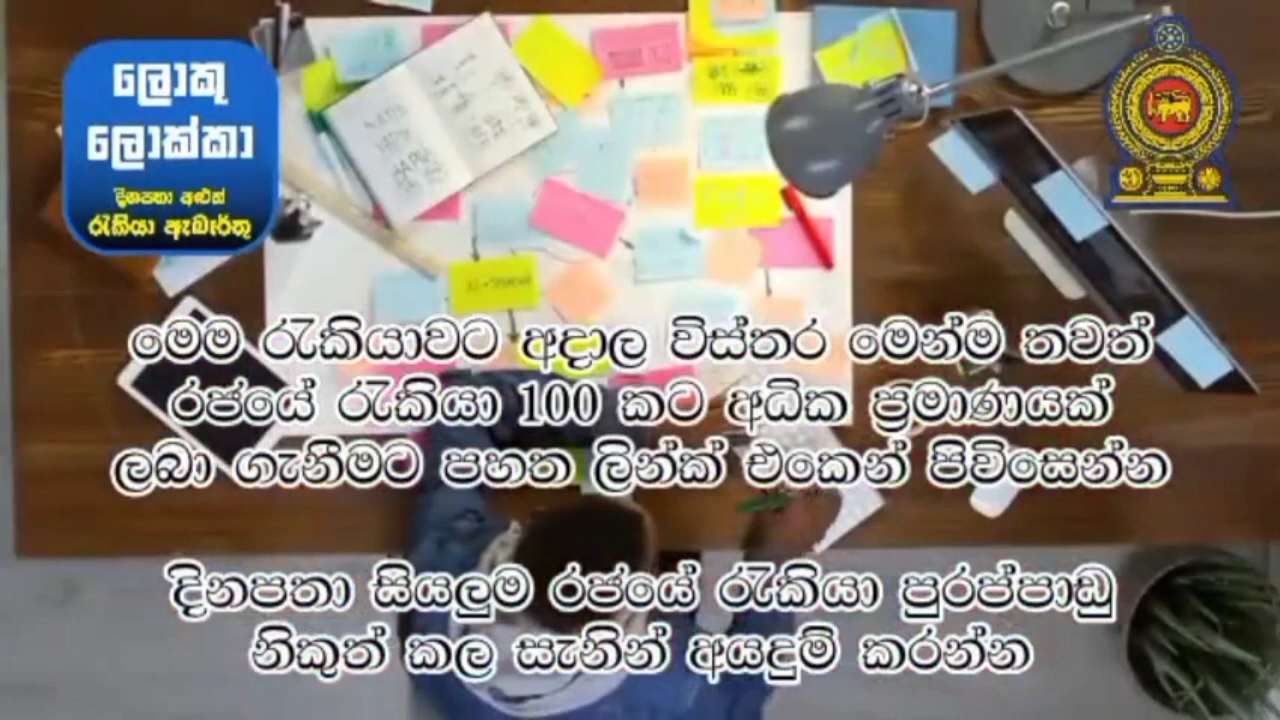 ලොකු
ලොක්කා
දිනපතා අළුත්
රැකියා ඇබෑර්තු
මෙම රැකියාවට අදාල විස්තර මෙන්ම තවත්
රජයේ රැකියා 100 කට අධික ප්‍රමාණයක්
ලබා ගැනීමට පහත ලින්ක් එකෙන් පිවිසෙන්න
දිනපතා සියලුම රජයේ රැකියා පුරප්පාඩු
නිකුත් කල සැනින් අයදුම් කරන්න